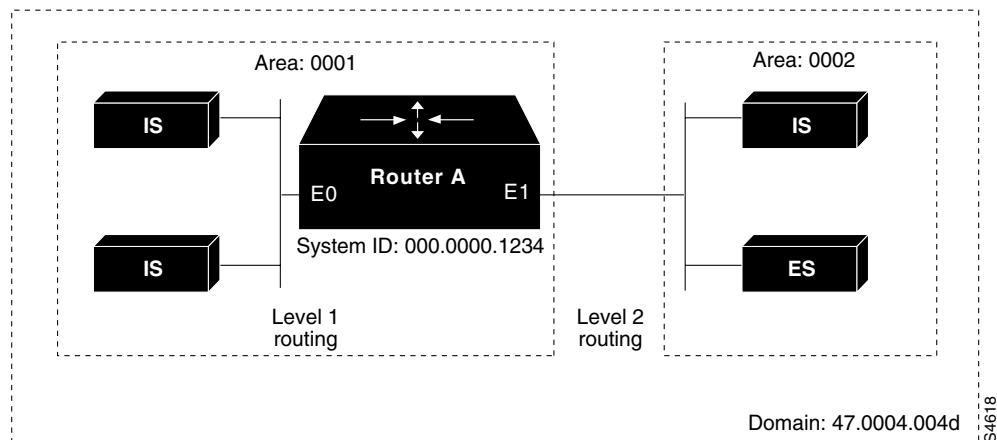 Area: 0001
Area: 0002
IS
IS
Router A
E0
E1
System ID: 000.0000.1234
IS
ES
Level 1
routing
Level 2
routing
Domain: 47.0004.004d
S4618